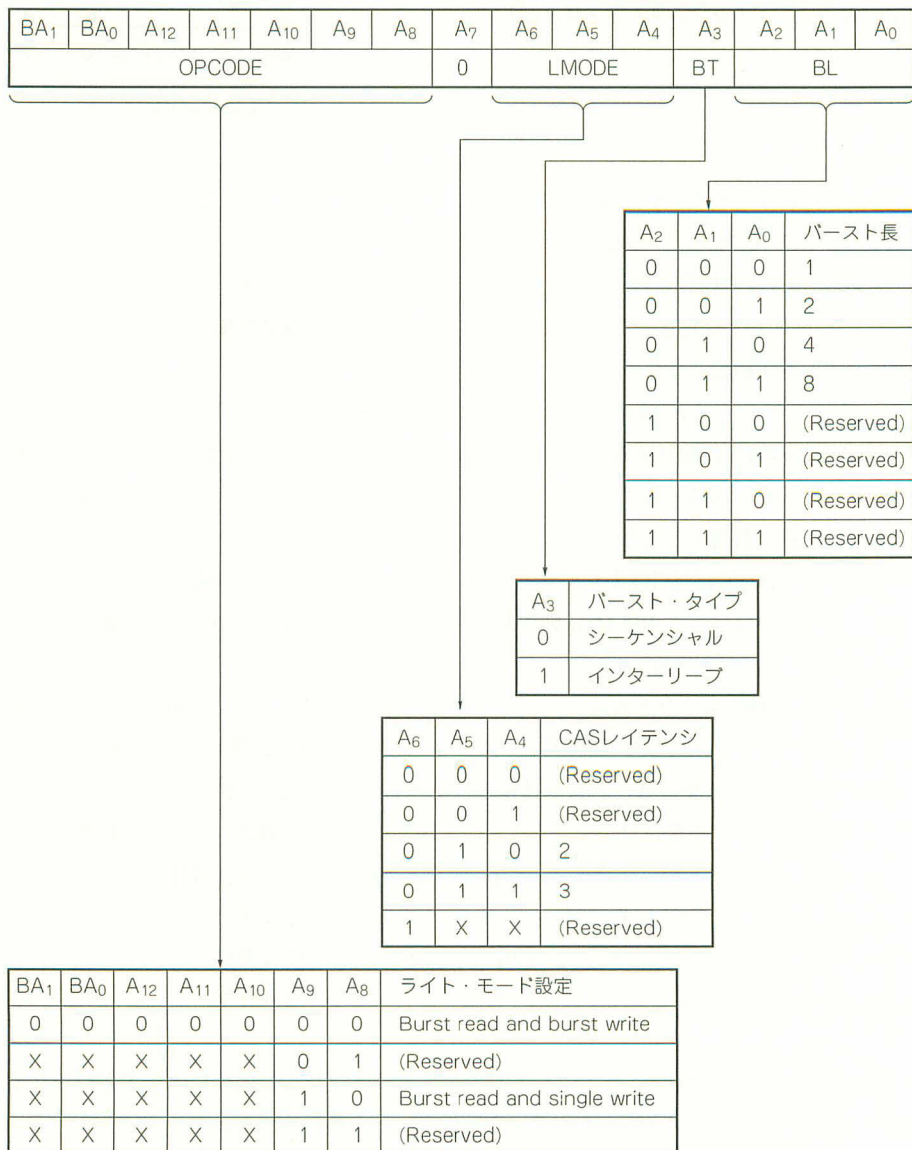 BA₁ BA₀ A₁₂ A₁₁ A₁₀ A₉ A₈ A₇ A₆ A₅ A₄ A₃ A₂ A₁ A₀
OPCODE 0 LMODE BT BL
A₂ A₁ A₀ バースト長
0 0 0 1
0 0 1 2
0 1 0 4
0 1 1 8
1 0 0 (Reserved)
1 0 1 (Reserved)
1 1 0 (Reserved)
1 1 1 (Reserved)
A₃ バースト・タイプ
0 シーケンシャル
1 インターリーブ
A₆ A₅ A₄ CASレイテンシ
0 0 0 (Reserved)
0 0 1 (Reserved)
0 1 0 2
0 1 1 3
1 X X (Reserved)
BA₁ BA₀ A₁₂ A₁₁ A₁₀ A₉ A₈ ライト・モード設定
0 0 0 0 0 0 0 Burst read and burst write
X X X X X 0 1 (Reserved)
X X X X X 1 0 Burst read and single write
X X X X X 1 1 (Reserved)